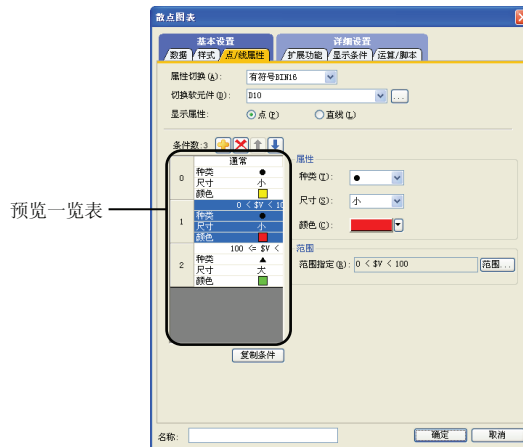 散点图表
基本设置
详细设置
数据 样式 点/线属性 扩展功能 显示条件 运算/脚本
属性切换(A): 有符号BIN16
切换软元件(D): D10 ...
显示属性: 点(P) 直线(L)
条件数:3
通常
0 种类 ●
尺寸 小
颜色
0 < $V < 10
1 种类 ●
尺寸 小
颜色
100 <= $V <
2 种类 ▲
尺寸 大
颜色
复制条件
属性
种类(T): ●
尺寸(S): 小
颜色(C):
范围
范围指定(R): 0 < $V < 100 范围...
预览一览表
名称:
确定 取消